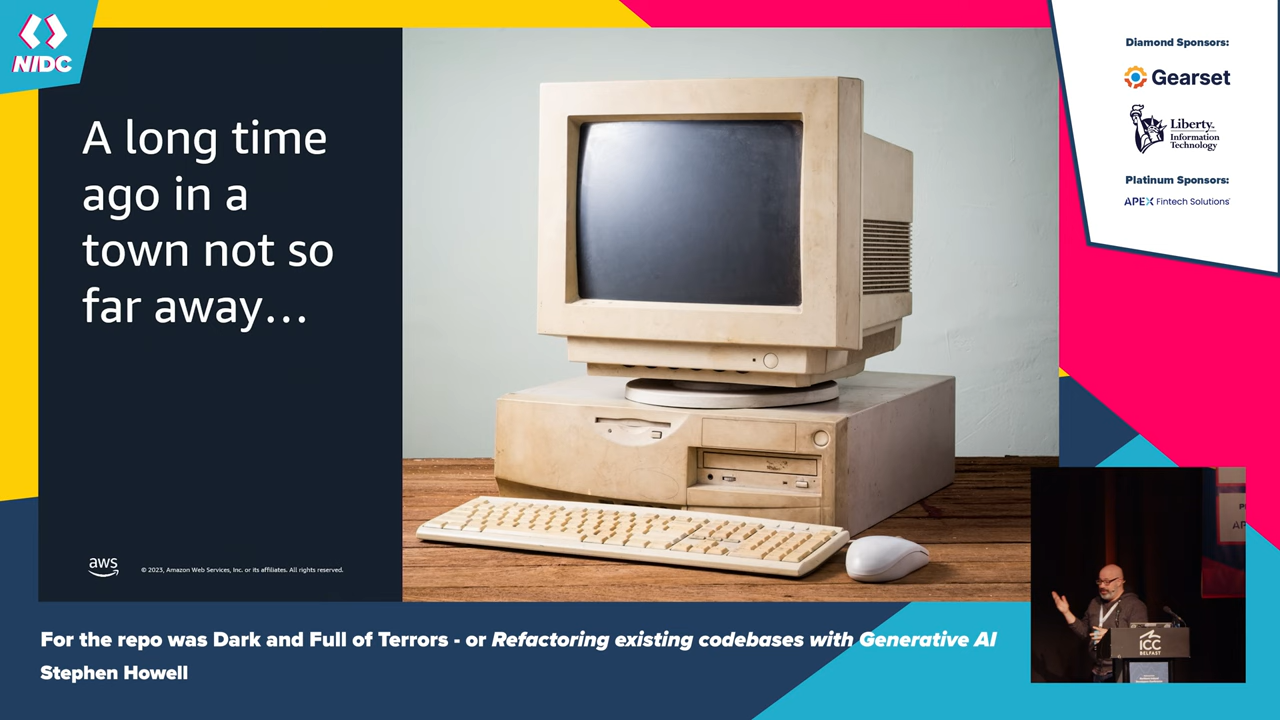 NIDC
A long time
ago in a
town not so
far away...
aws
© 2023, Amazon Web Services, Inc. or its affiliates. All rights reserved.
Diamond Sponsors:
Gearset
Liberty.
Information
Technology
Platinum Sponsors:
APEX Fintech Solutions
ICC
BELFAST
For the repo was Dark and Full of Terrors - or Refactoring existing codebases with Generative AI
Stephen Howell